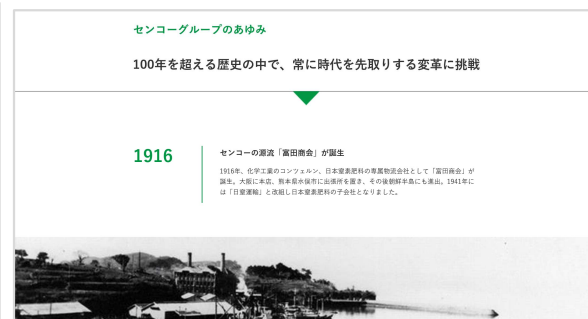 センコーグループのあゆみ
100年を超える歴史の中で、常に時代を先取りする変革に挑戦
1916
センコーの源流「富田商会」が誕生
1916年、化学工業のコンツェルン、日本窒素肥料の専属物流会社として「富田商会」が
誕生。大阪に本店、熊本県水俣市に出張所を置き、その後朝鮮半島にも進出。1941年に
は「日窒運輸」と改組し日本窒素肥料の子会社となりました。